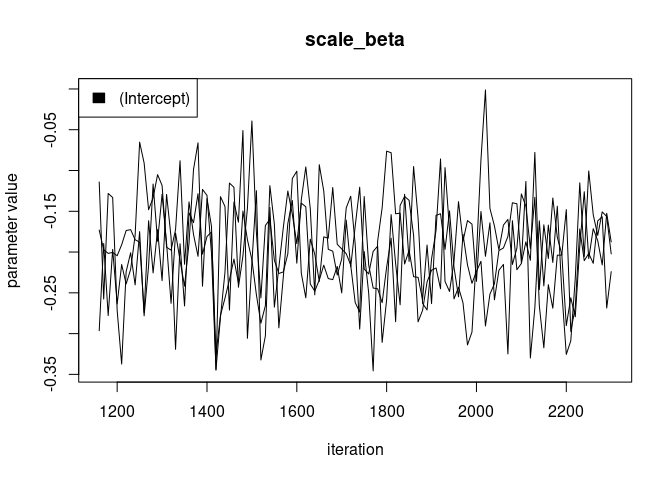 scale_beta
(Intercept)
parameter value
-0.05
-0.15
-0.25
-0.35
1200 1400 1600 1800 2000 2200
iteration